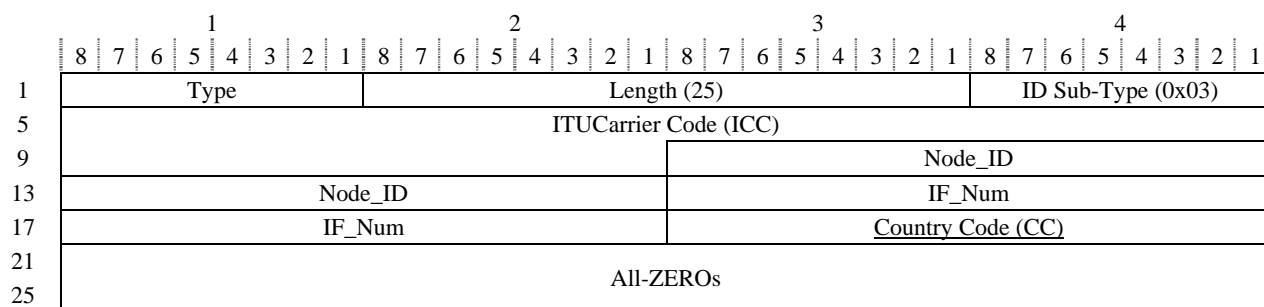 1 2 3 4
8 7 6 5 4 3 2 1 8 7 6 5 4 3 2 1 8 7 6 5 4 3 2 1 8 7 6 5 4 3 2 1
1 Type Length (25) ID Sub-Type (0x03)
5 ITUCarrier Code (ICC)
9 Node_ID
13 Node_ID IF_Num
17 IF_Num Country Code (CC)
21
All-ZEROs
25